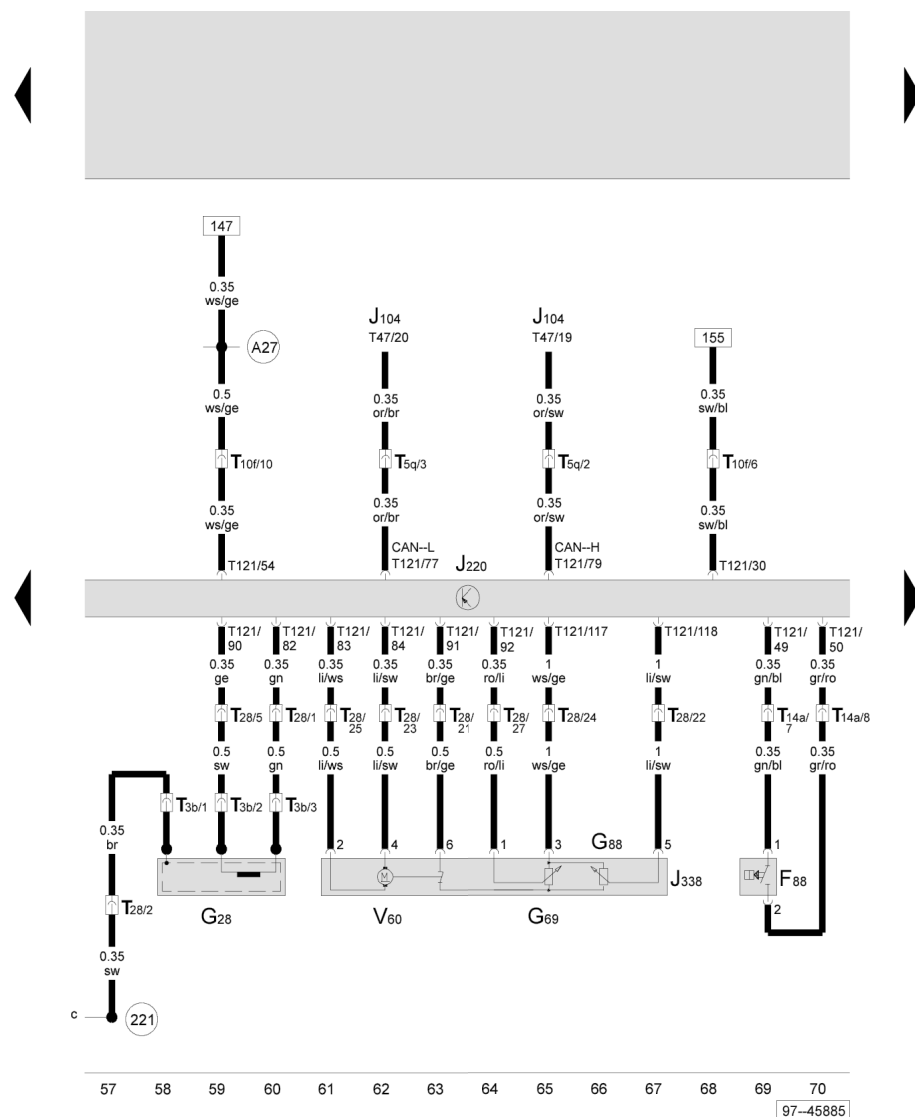 147
0.35
ws/ge
A27
0.5
ws/ge
T10f/10
0.35
ws/ge
T121/54
J104
T47/20
0.35
or/br
T5q/3
0.35
or/br
CAN--L
T121/77
J104
T47/19
0.35
or/sw
T5q/2
0.35
or/sw
CAN--H
T121/79
155
0.35
sw/bl
T10f/6
0.35
sw/bl
T121/30
J220
T121/
90
T121/
82
T121/
83
T121/
84
T121/
91
T121/
92
T121/117
T121/118
T121/
49
T121/
50
0.35 0.35 0.35 0.35 0.35 0.35 1 1 0.35 0.35
ge gn li/ws li/sw br/ge ro/li ws/ge li/sw gn/bl gr/ro
T28/5
T28/1
T28/
25
T28/
23
T28/
21
T28/
27
T28/24
T28/22
T14a/
7
T14a/8
0.5 0.5 0.5 0.5 0.5 0.5 1 1 0.35 0.35
sw gn li/ws li/sw br/ge ro/li ws/ge li/sw gn/bl gr/ro
T3b/1 T3b/2 T3b/3
0.35
br
2 4 6 1 3 G88 5 1
M
J338
F88
2
T28/2
G28
V60
G69
0.35
sw
c
221
57 58 59 60 61 62 63 64 65 66 67 68 69 70
97--45885